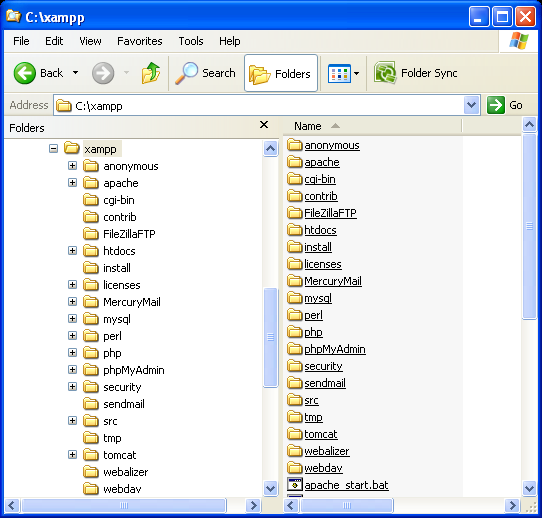 C:\xampp
File Edit View Favorites Tools Help
Back Search Folders Folder Sync
Address C:\xampp Go
Folders
xampp
anonymous
apache
cgi-bin
contrib
FileZillaFTP
htdocs
install
licenses
MercuryMail
mysql
perl
php
phpMyAdmin
security
sendmail
src
tmp
tomcat
webalizer
webdav
Name
anonymous
apache
cgi-bin
contrib
FileZillaFTP
htdocs
install
licenses
MercuryMail
mysql
perl
php
phpMyAdmin
security
sendmail
src
tmp
tomcat
webalizer
webdav
apache_start.bat